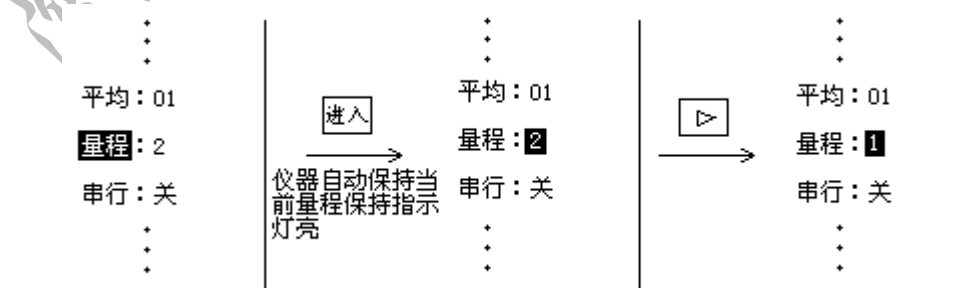 平均：01
量程：2
串行：关
进入
仪器自动保持当
前量程保持指示
灯亮
平均：01
量程：2
串行：关
平均：01
量程：1
串行：关